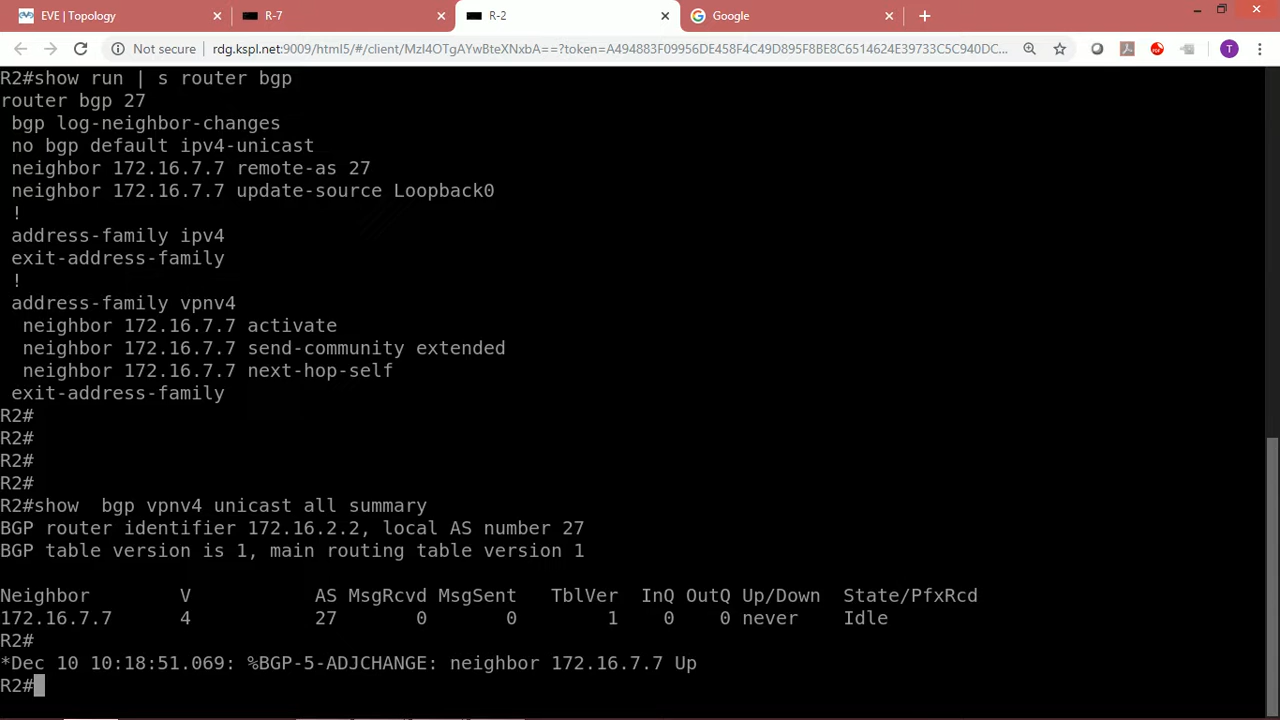 EVE | Topology
R-7
R-2
Google
Not secure
rdg.kspl.net:9009/html5/#/client/MzI4OTgAYwBteXNxbA==?token=A494883F09956DE458F4C49D895F8BE8C6514624E39733C5C940DC...
T
R2#show run | s router bgp
router bgp 27
 bgp log-neighbor-changes
 no bgp default ipv4-unicast
 neighbor 172.16.7.7 remote-as 27
 neighbor 172.16.7.7 update-source Loopback0
 !
 address-family ipv4
 exit-address-family
 !
 address-family vpnv4
  neighbor 172.16.7.7 activate
  neighbor 172.16.7.7 send-community extended
  neighbor 172.16.7.7 next-hop-self
 exit-address-family
R2#
R2#
R2#
R2#
R2#show  bgp vpnv4 unicast all summary
BGP router identifier 172.16.2.2, local AS number 27
BGP table version is 1, main routing table version 1
Neighbor        V           AS MsgRcvd MsgSent   TblVer  InQ OutQ Up/Down  State/PfxRcd
172.16.7.7      4           27       0       0        1    0    0 never    Idle
R2#
*Dec 10 10:18:51.069: %BGP-5-ADJCHANGE: neighbor 172.16.7.7 Up
R2#